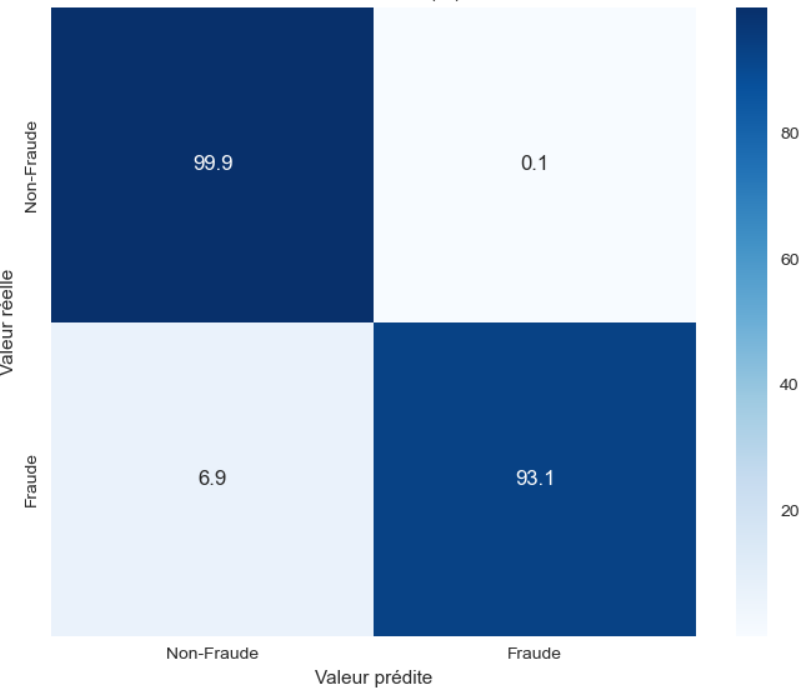 Non-Fraude
99.9
0.1
Valeur réelle
Fraude
6.9
93.1
Non-Fraude
Fraude
Valeur prédite
80
60
40
20